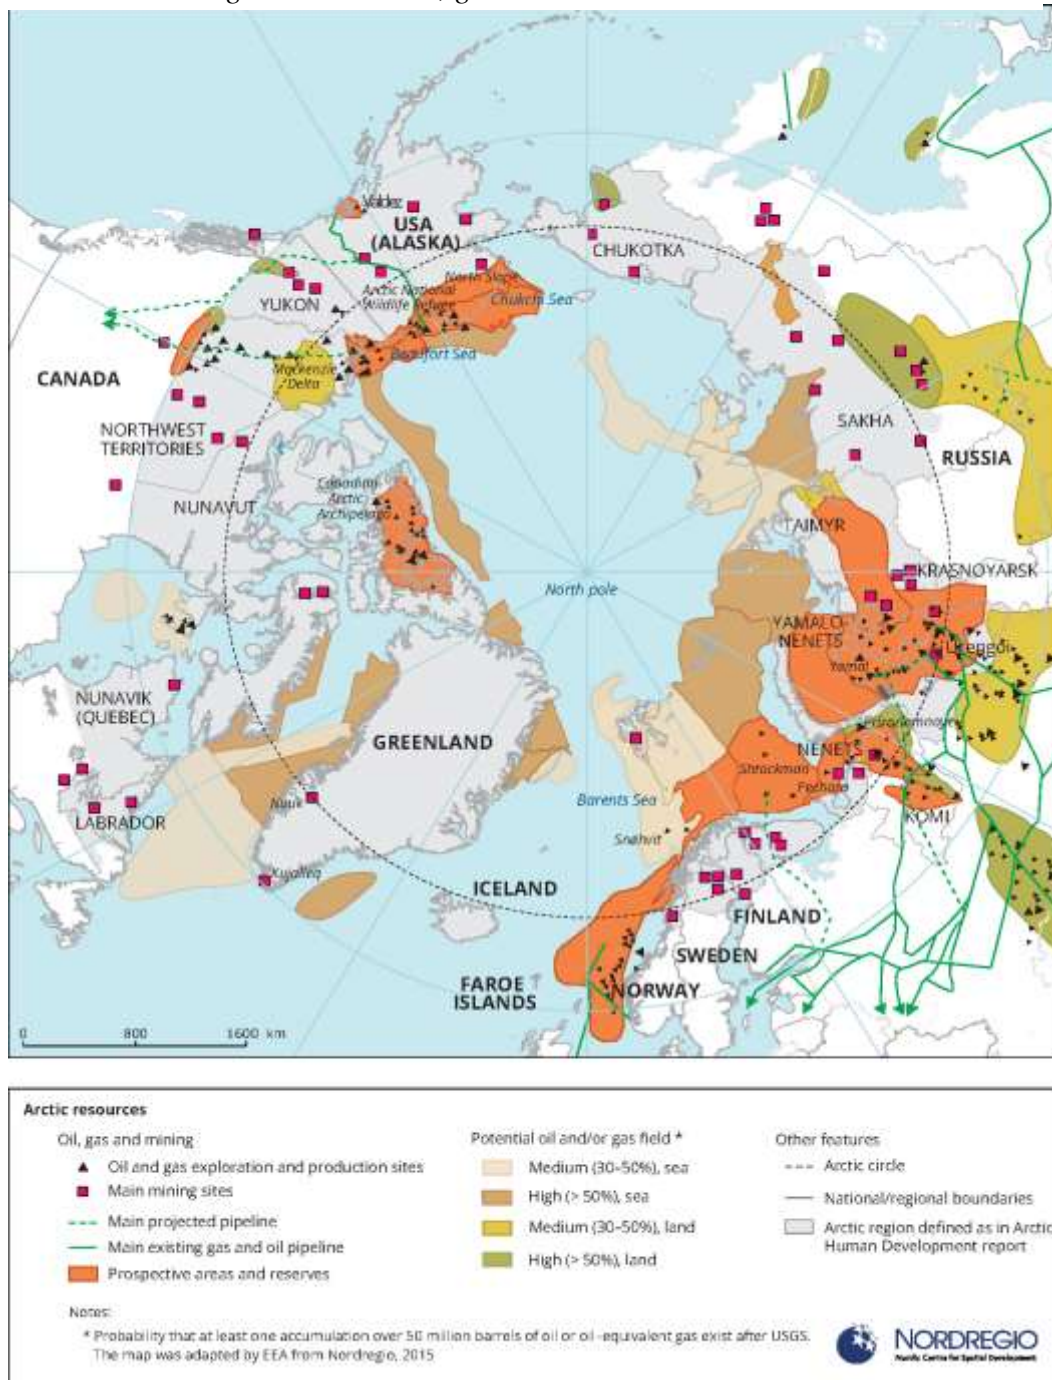 Valdez
USA
(ALASKA)
CHUKOTKA
North Slope
Chukchi Sea
Arctic National
Wildlife Refuge
YUKON
Beaufort Sea
Mackenzie
Delta
CANADA
NORTHWEST
TERRITORIES
SAKHA
RUSSIA
NUNAVUT
Canadian
Arctic
Archipelago
TAIMYR
KRASNOYARSK
North pole
YAMALO
NENETS
Urengoi
Yamal
NUNAVIK
(QUEBEC)
GREENLAND
NENETS
Shtockman
Barents Sea
Nuuk
LABRADOR
KOMI
Snøhvit
Kujalleq
ICELAND
FINLAND
SWEDEN
FAROE
ISLANDS
NORWAY
0 800 1600 km
Arctic resources
Oil, gas and mining
Oil and gas exploration and production sites
Main mining sites
Main projected pipeline
Main existing gas and oil pipeline
Prospective areas and reserves
Potential oil and/or gas field *
Medium (30–50%), sea
High (> 50%), sea
Medium (30–50%), land
High (> 50%), land
Other features
Arctic circle
National/regional boundaries
Arctic region defined as in Arctic
Human Development report
Notes:
* Probability that at least one accumulation over 50 million barrels of oil or oil-equivalent gas exist after USGS.
The map was adapted by EEA from Nordregio, 2015
NORDREGIO
Nordic Centre for Spatial Development